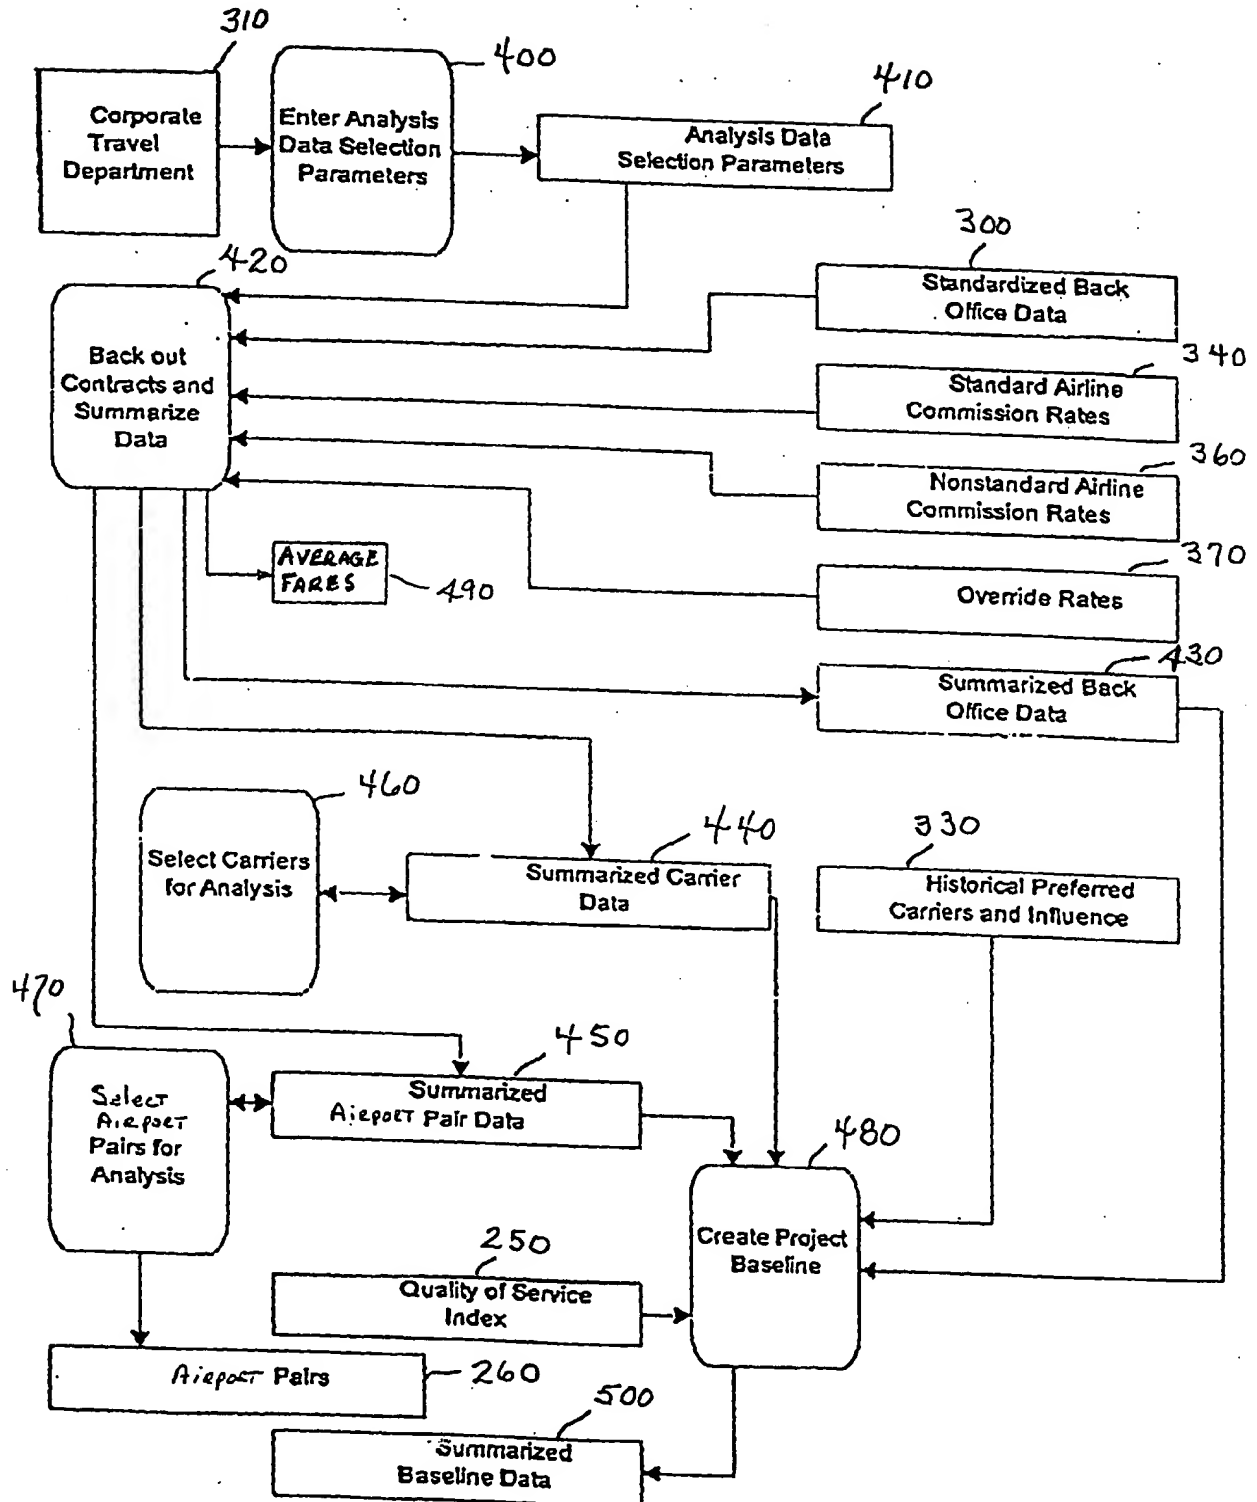 310
Corporate
Travel
Department
400
Enter Analysis
Data Selection
Parameters
410
Analysis Data
Selection Parameters
300
Standardized Back
Office Data
420
Back out
Contracts and
Summarize
Data
340
Standard Airline
Commission Rates
360
Nonstandard Airline
Commission Rates
370
Override Rates
AVERAGE
FARES
490
430
Summarized Back
Office Data
460
Select Carriers
for Analysis
440
Summarized Carrier
Data
330
Historical Preferred
Carriers and Influence
470
Select
Airport
Pairs for
Analysis
450
Summarized
Airport Pair Data
480
Create Project
Baseline
250
Quality of Service
Index
Airport Pairs
260
500
Summarized
Baseline Data